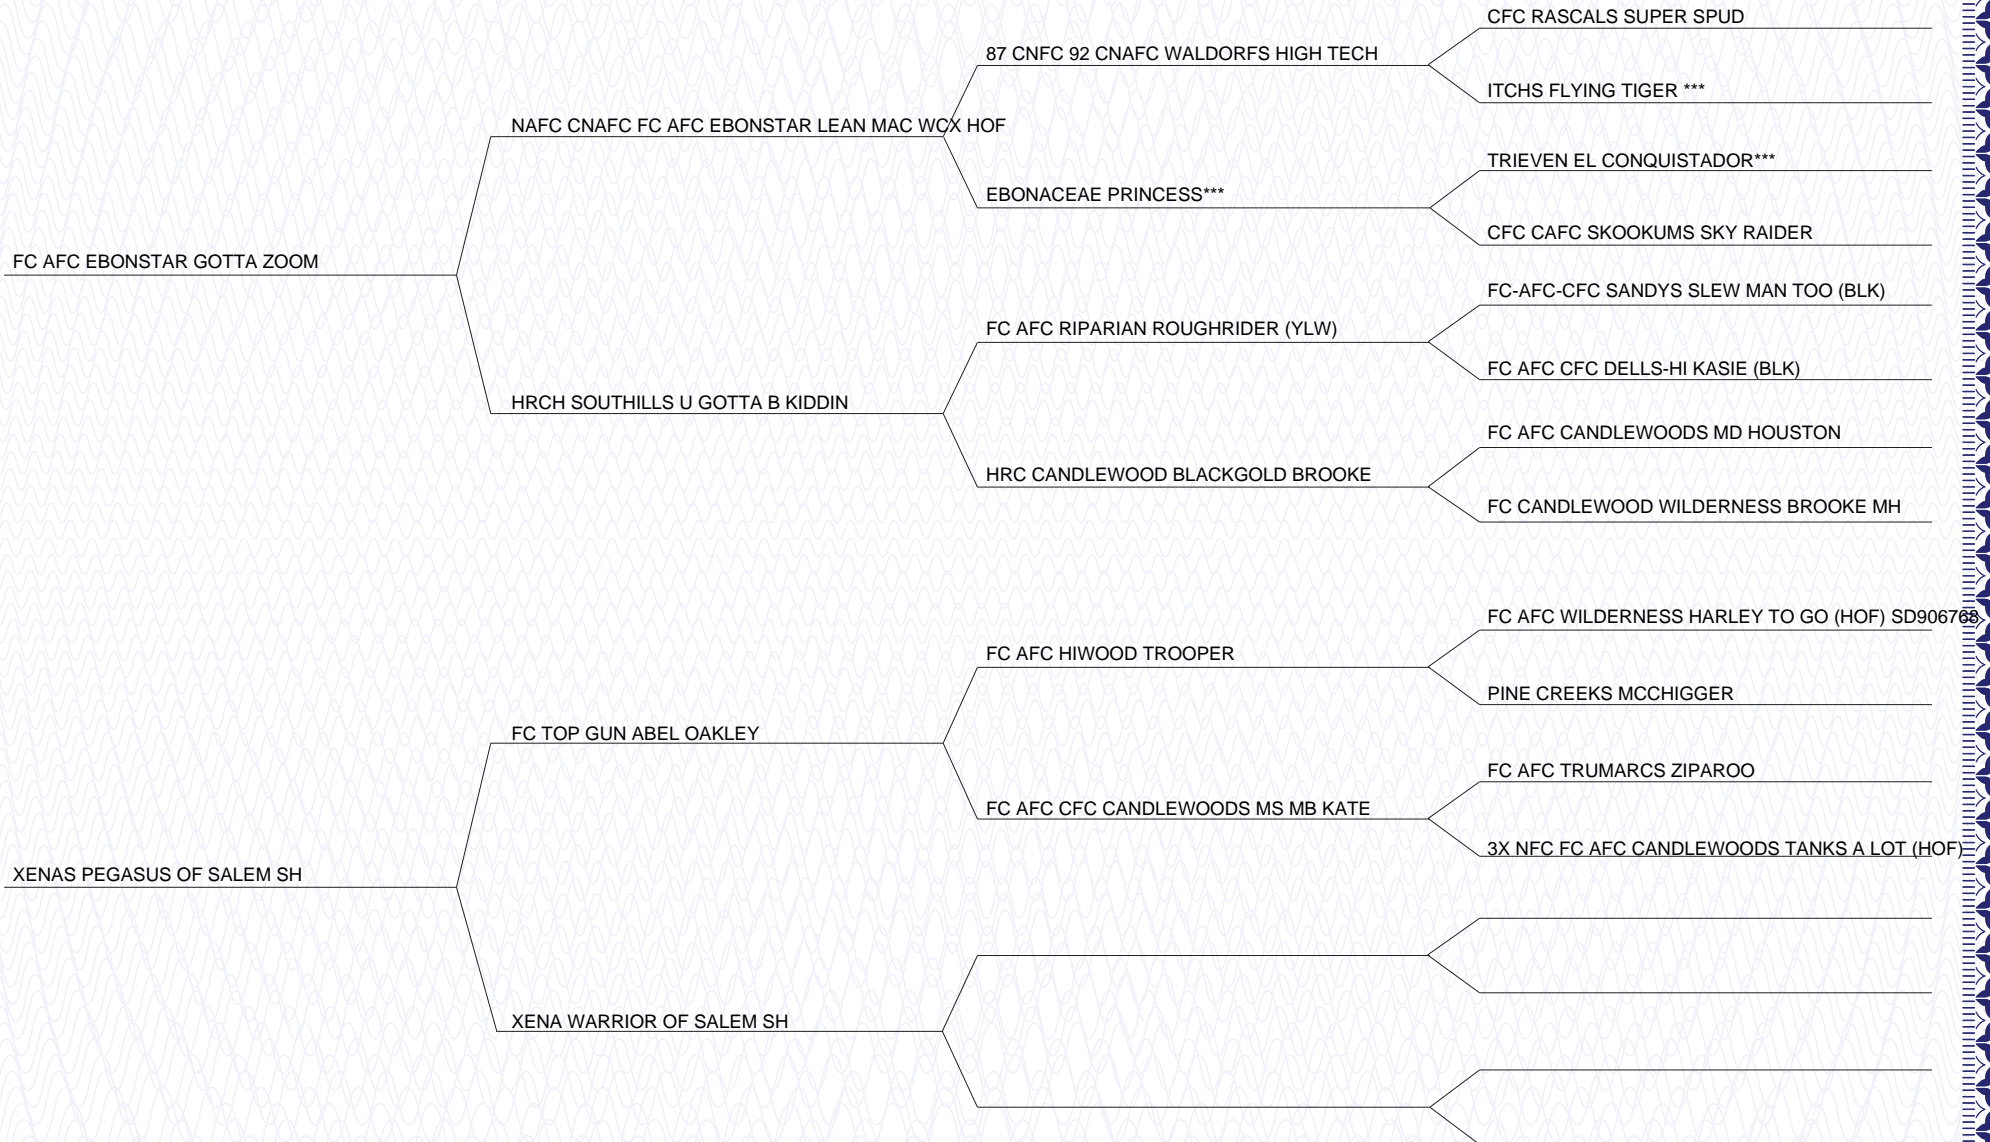 CFC RASCALS SUPER SPUD
87 CNFC 92 CNAFC WALDORFS HIGH TECH
ITCHS FLYING TIGER ***
NAFC CNAFC FC AFC EBONSTAR LEAN MAC WCX HOF
TRIEVEN EL CONQUISTADOR***
EBONACEAE PRINCESS***
CFC CAFC SKOOKUMS SKY RAIDER
FC AFC EBONSTAR GOTTA ZOOM
FC-AFC-CFC SANDYS SLEW MAN TOO (BLK)
FC AFC RIPARIAN ROUGHRIDER (YLW)
FC AFC CFC DELLS-HI KASIE (BLK)
HRCH SOUTHILLS U GOTTA B KIDDIN
FC AFC CANDLEWOODS MD HOUSTON
HRC CANDLEWOOD BLACKGOLD BROOKE
FC CANDLEWOOD WILDERNESS BROOKE MH
FC AFC WILDERNESS HARLEY TO GO (HOF) SD906768
FC AFC HIWOOD TROOPER
PINE CREEKS MCCHIGGER
FC TOP GUN ABEL OAKLEY
FC AFC TRUMARCS ZIPAROO
FC AFC CFC CANDLEWOODS MS MB KATE
3X NFC FC AFC CANDLEWOODS TANKS A LOT (HOF)
XENAS PEGASUS OF SALEM SH
XENA WARRIOR OF SALEM SH